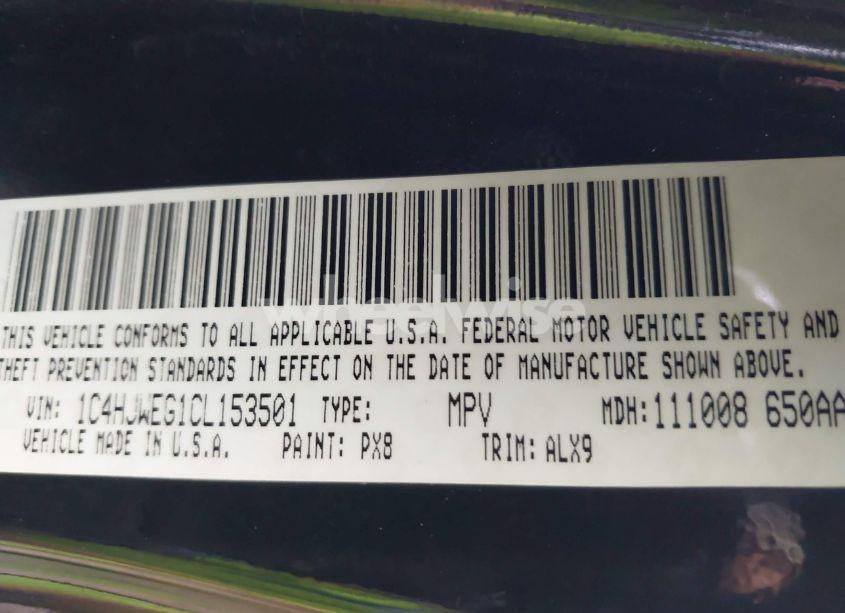 wheelwise
THIS VEHICLE CONFORMS TO ALL APPLICABLE U.S.A. FEDERAL MOTOR VEHICLE SAFETY AND
THEFT PREVENTION STANDARDS IN EFFECT ON THE DATE OF MANUFACTURE SHOWN ABOVE.
VIN: 1C4HJWEG1CL153501 TYPE: MPV MDH: 111008 650AA
VEHICLE MADE IN U.S.A. PAINT: PX8 TRIM: ALX9